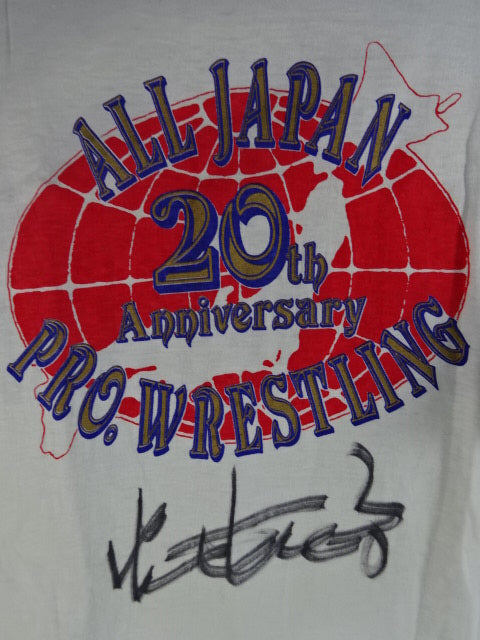 ALL JAPAN
20th
Anniversary
PRO. WRESTLING